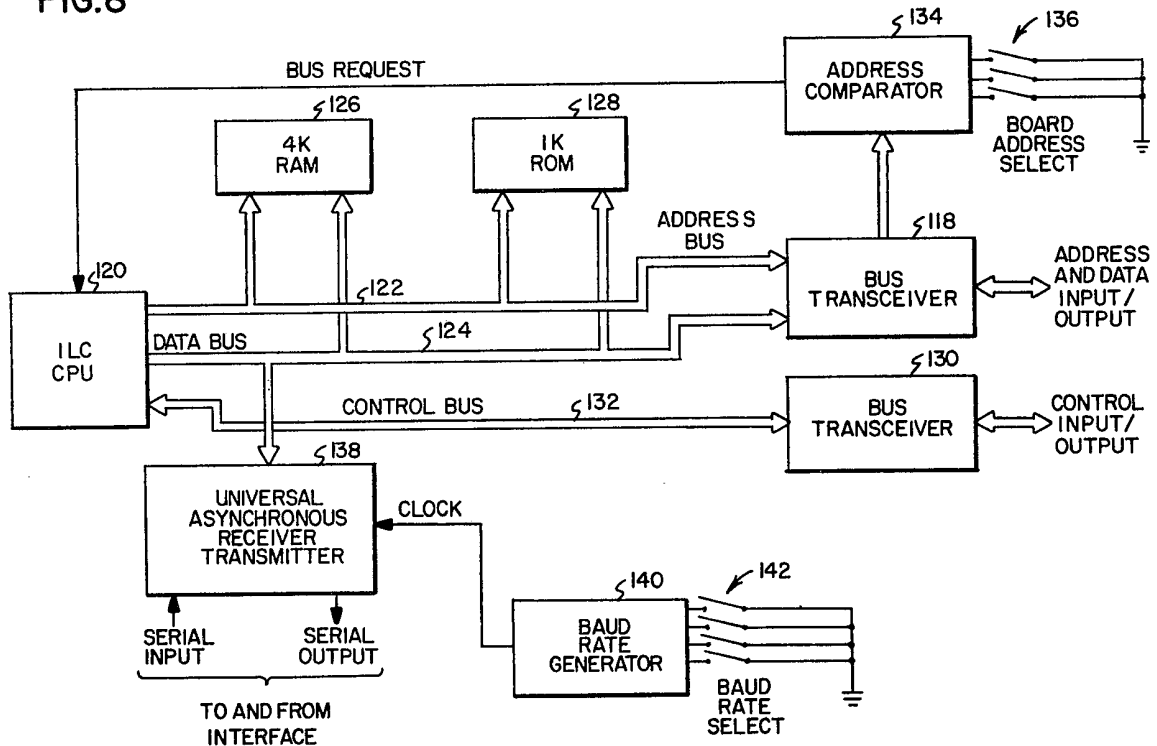 FIG.8
134
136
ADDRESS
COMPARATOR
BOARD
ADDRESS
SELECT
BUS REQUEST
126
4K
RAM
128
1K
ROM
ADDRESS
BUS
118
BUS
TRANSCEIVER
ADDRESS
AND DATA
INPUT/
OUTPUT
120
ILC
CPU
122
DATA BUS
124
130
BUS
TRANSCEIVER
CONTROL
INPUT/
OUTPUT
CONTROL BUS
132
138
UNIVERSAL
ASYNCHRONOUS
RECEIVER
TRANSMITTER
CLOCK
SERIAL
INPUT
SERIAL
OUTPUT
TO AND FROM
INTERFACE
140
BAUD
RATE
GENERATOR
142
BAUD
RATE
SELECT